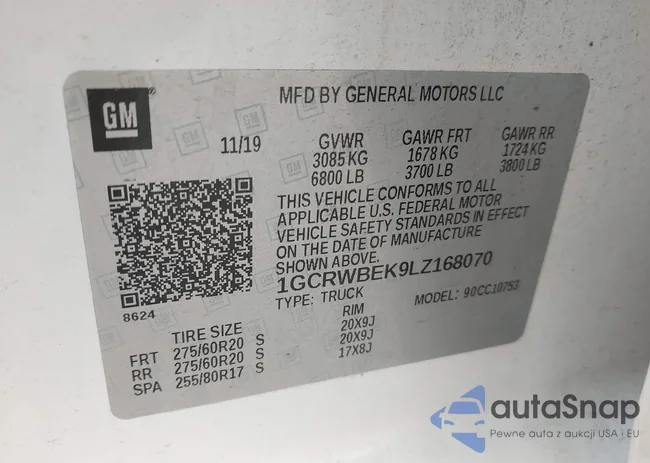 GM
MFD BY GENERAL MOTORS LLC
11/19 GVWR GAWR FRT GAWR RR
3085 KG 1678 KG 1724 KG
6800 LB 3700 LB 3800 LB
THIS VEHICLE CONFORMS TO ALL
APPLICABLE U.S. FEDERAL MOTOR
VEHICLE SAFETY STANDARDS IN EFFECT
ON THE DATE OF MANUFACTURE
SHOWN ABOVE.
1GCRWBEK9LZ168070
TYPE: TRUCK MODEL: 90CC10753
8624
TIRE SIZE RIM
FRT 275/60R20 S 20X9J
RR 275/60R20 S 20X9J
SPA 255/80R17 S 17X8J
autaSnap
Pewne auta z aukcji USA i EU